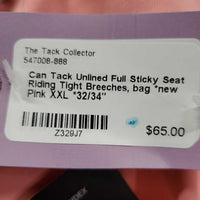 The Tack Collector
547008-888
Can Tack Unlined Full Sticky Seat
Riding Tight Breeches, bag *new
Pink XXL *32/34"
Z329J7
$65.00